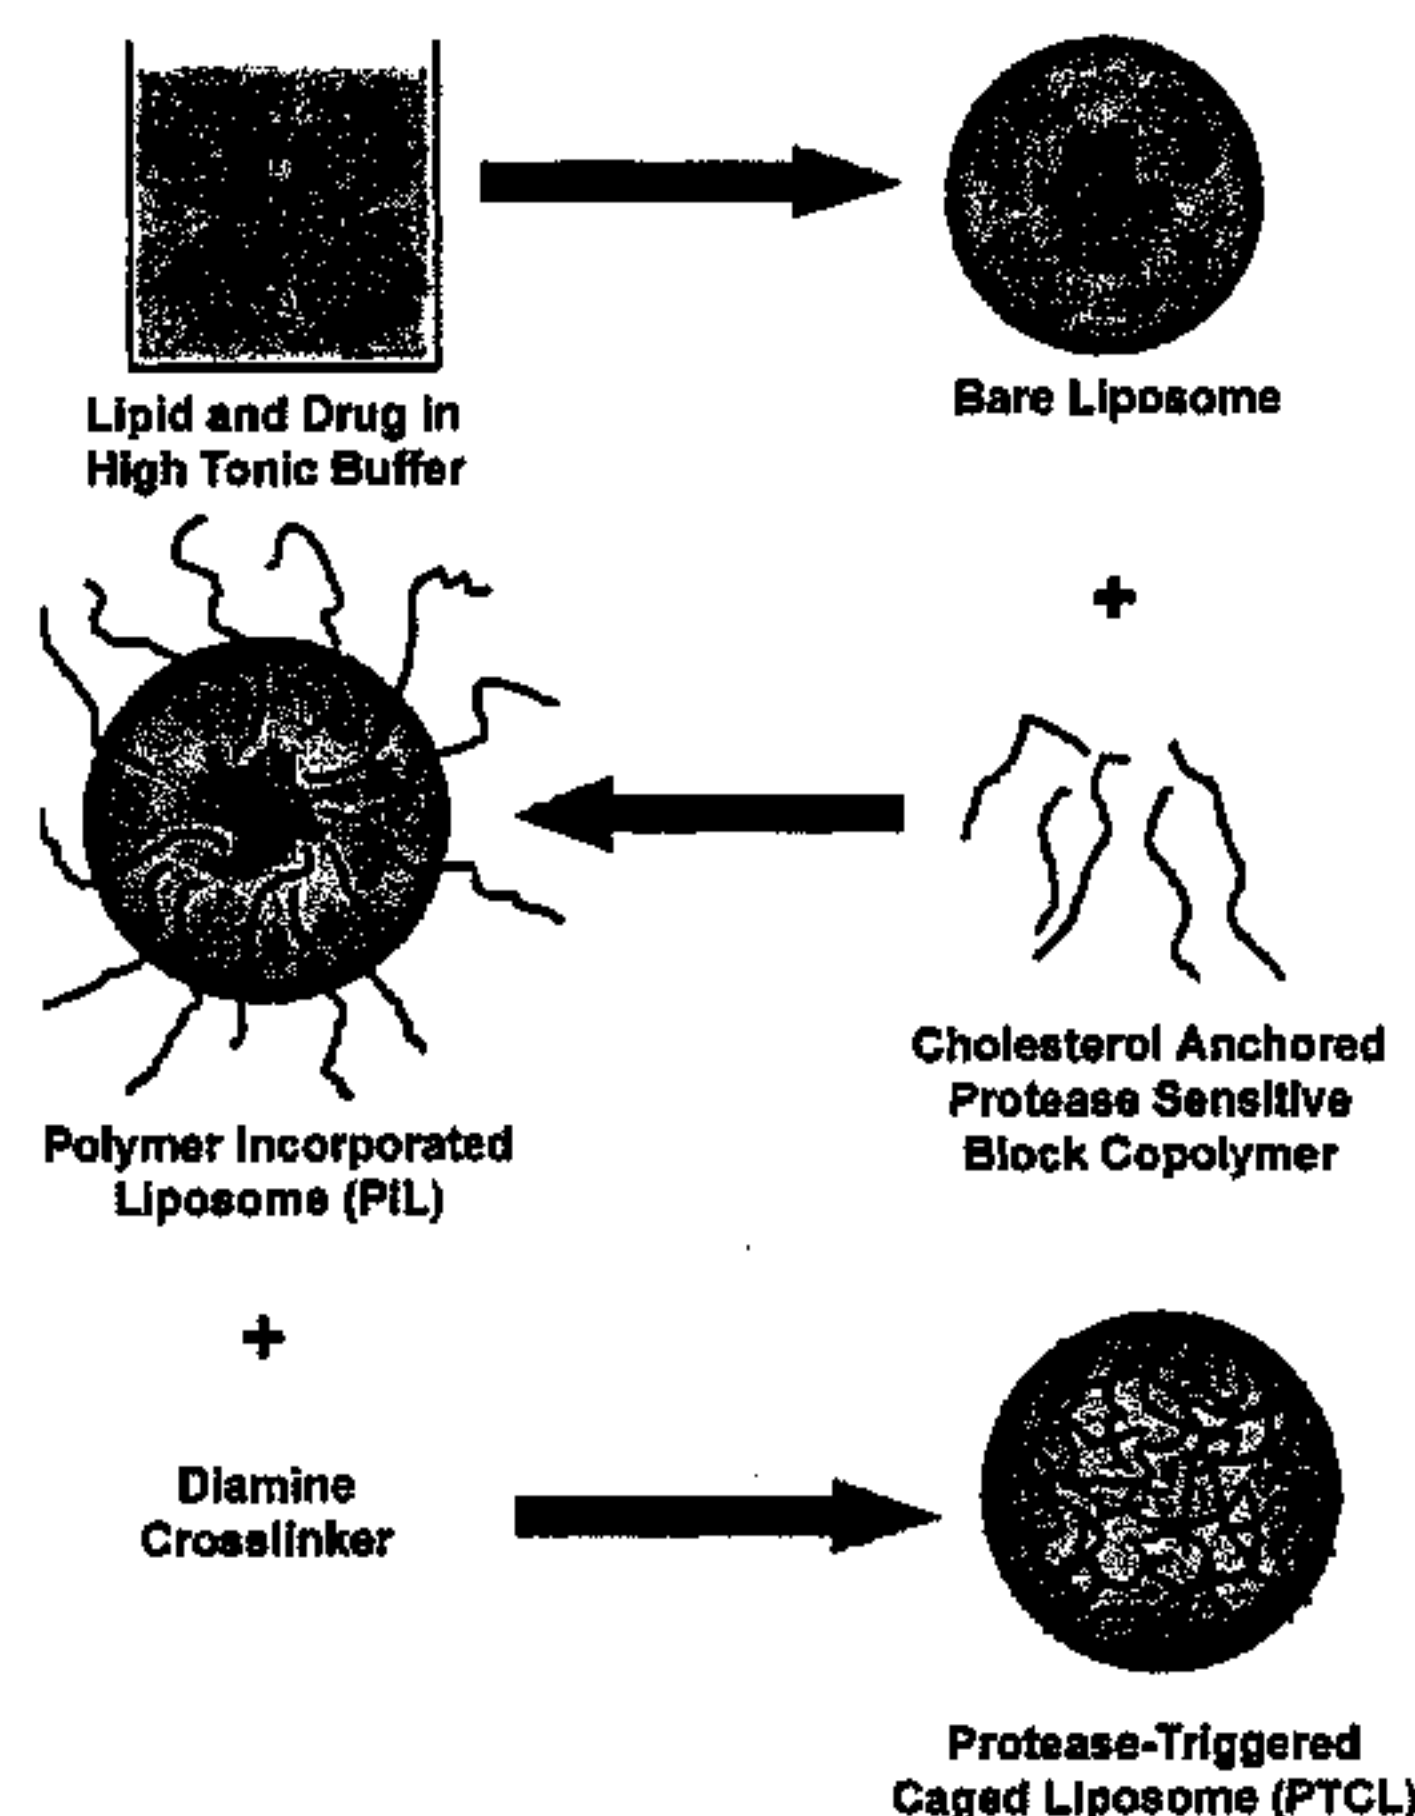 Lipid and Drug in
High Tonic Buffer
Bare Liposome
+
Cholesterol Anchored
Protease Sensitive
Block Copolymer
Polymer Incorporated
Liposome (PIL)
+
Diamine
Crosslinker
Protease-Triggered
Caged Liposome (PTCL)